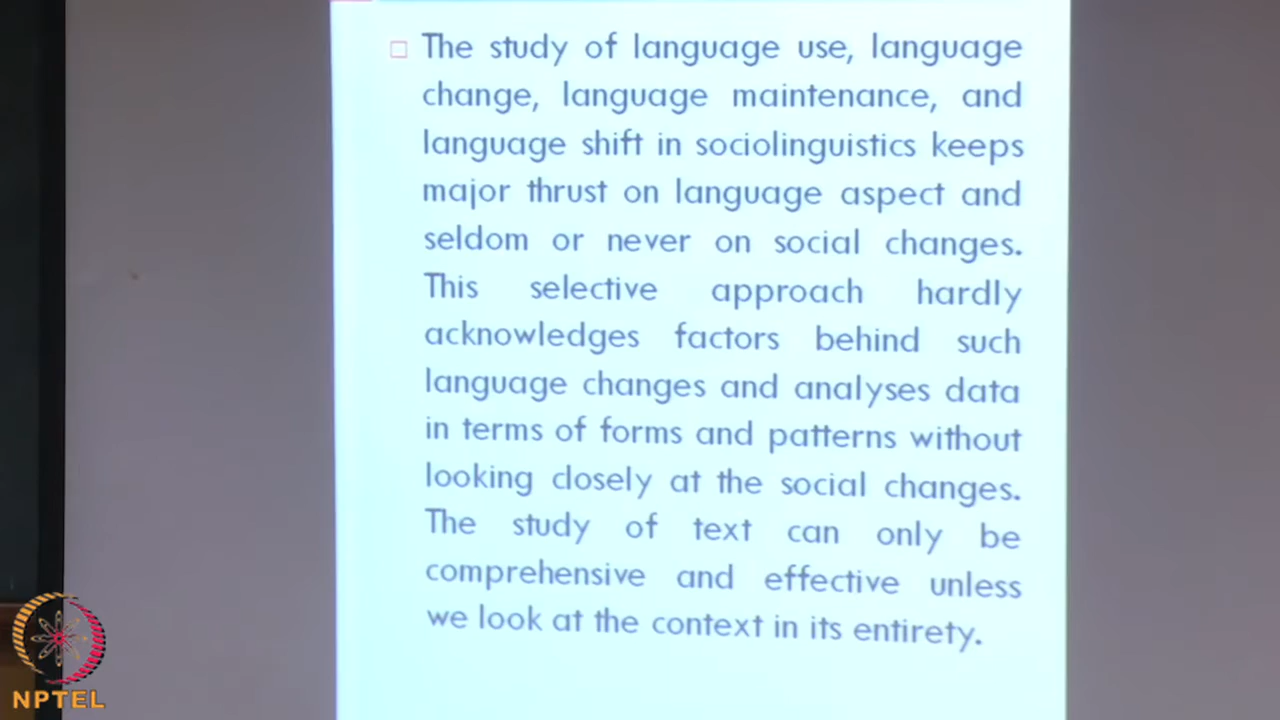 The study of language use, language
change, language maintenance, and
language shift in sociolinguistics keeps
major thrust on language aspect and
seldom or never on social changes.
This selective approach hardly
acknowledges factors behind such
language changes and analyses data
in terms of forms and patterns without
looking closely at the social changes.
The study of text can only be
comprehensive and effective unless
we look at the context in its entirety.
NPTEL